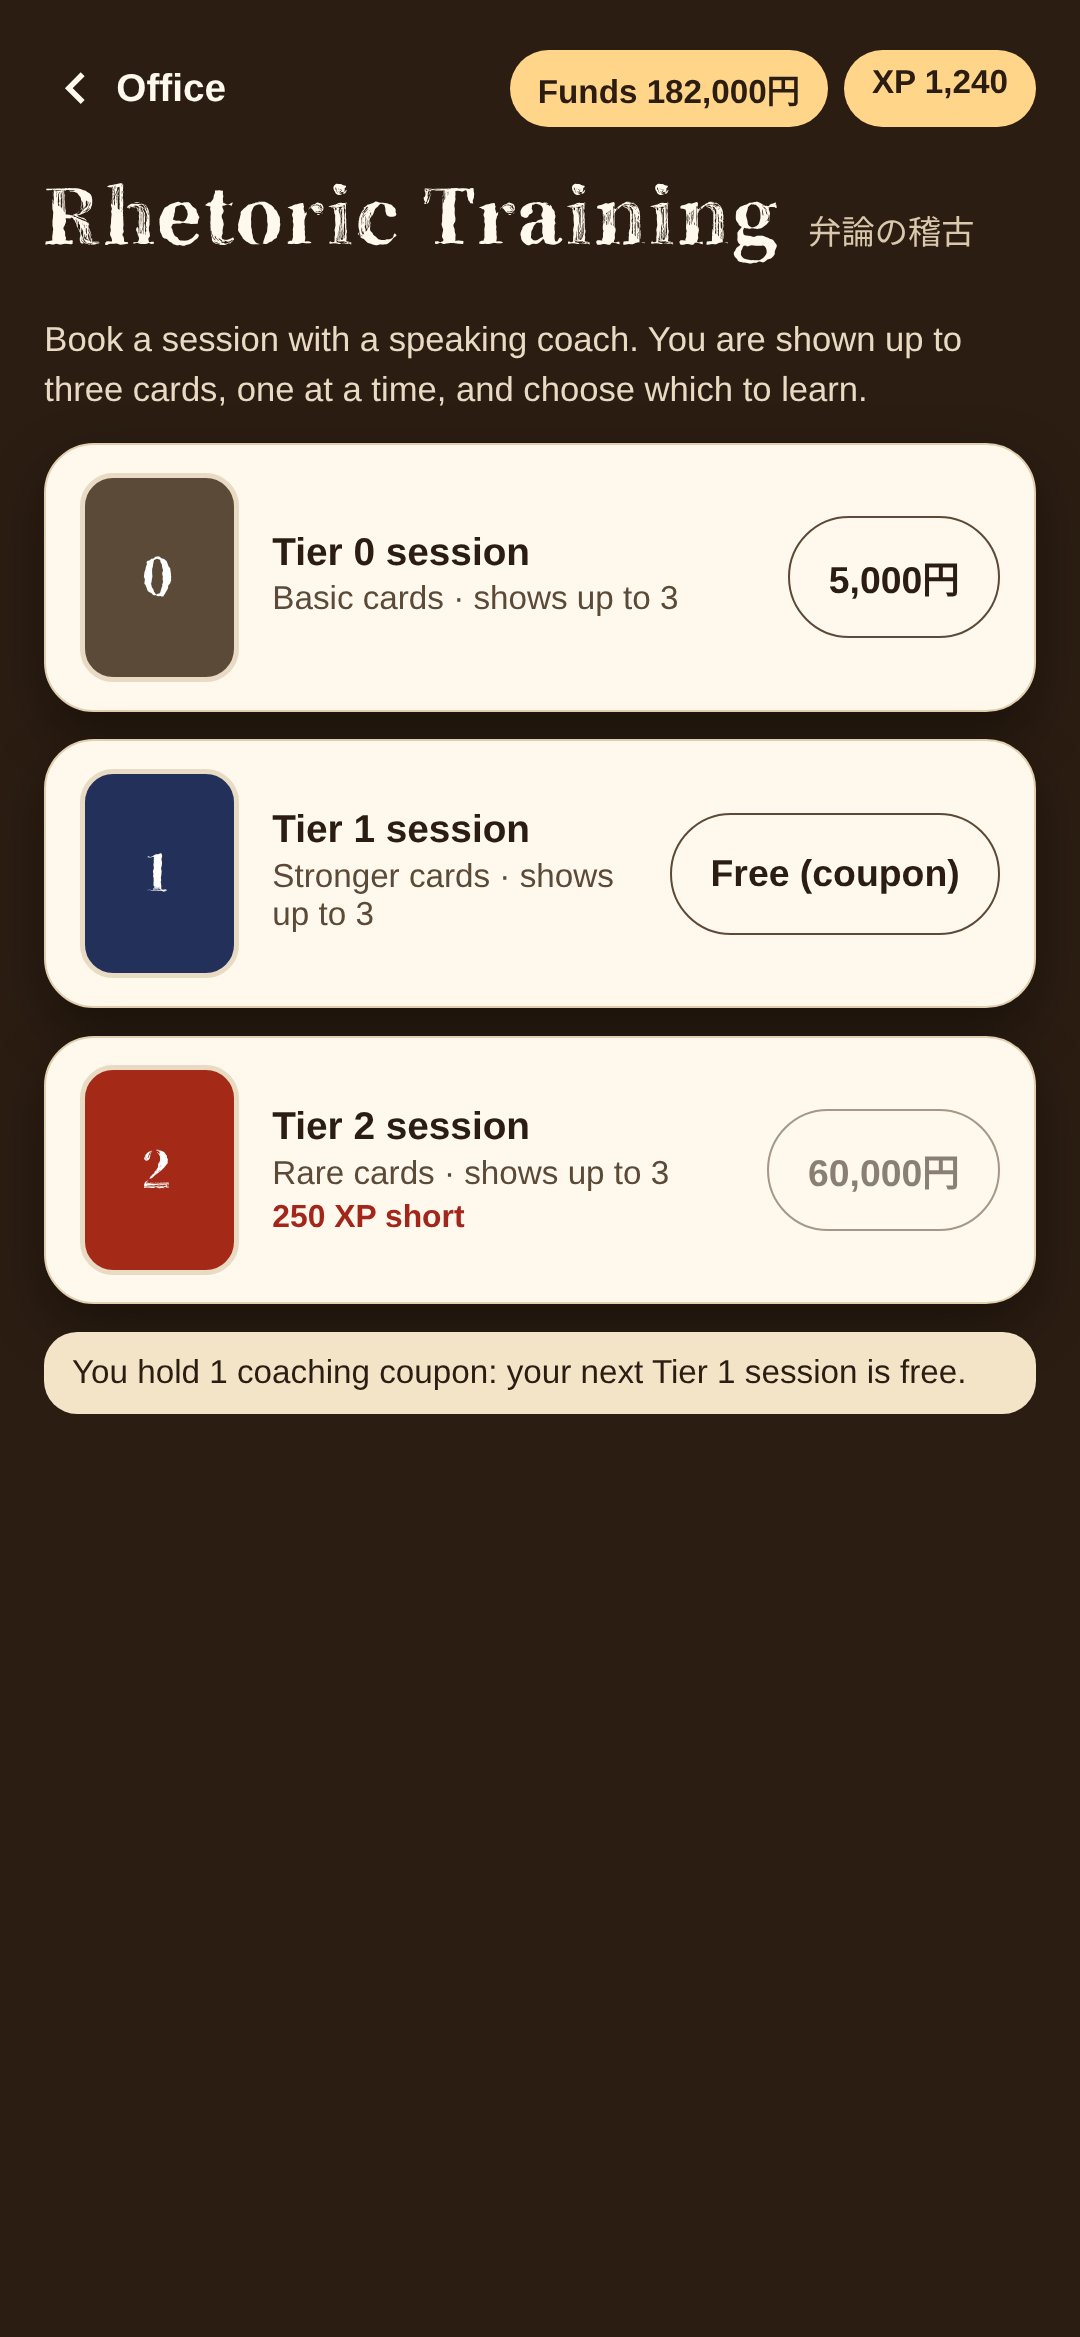 Office
Funds 182,000円
XP 1,240
Rhetoric Training 弁論の稽古
Book a session with a speaking coach. You are shown up to
three cards, one at a time, and choose which to learn.
0
Tier 0 session
Basic cards · shows up to 3
5,000円
1
Tier 1 session
Stronger cards · shows
up to 3
Free (coupon)
2
Tier 2 session
Rare cards · shows up to 3
250 XP short
60,000円
You hold 1 coaching coupon: your next Tier 1 session is free.